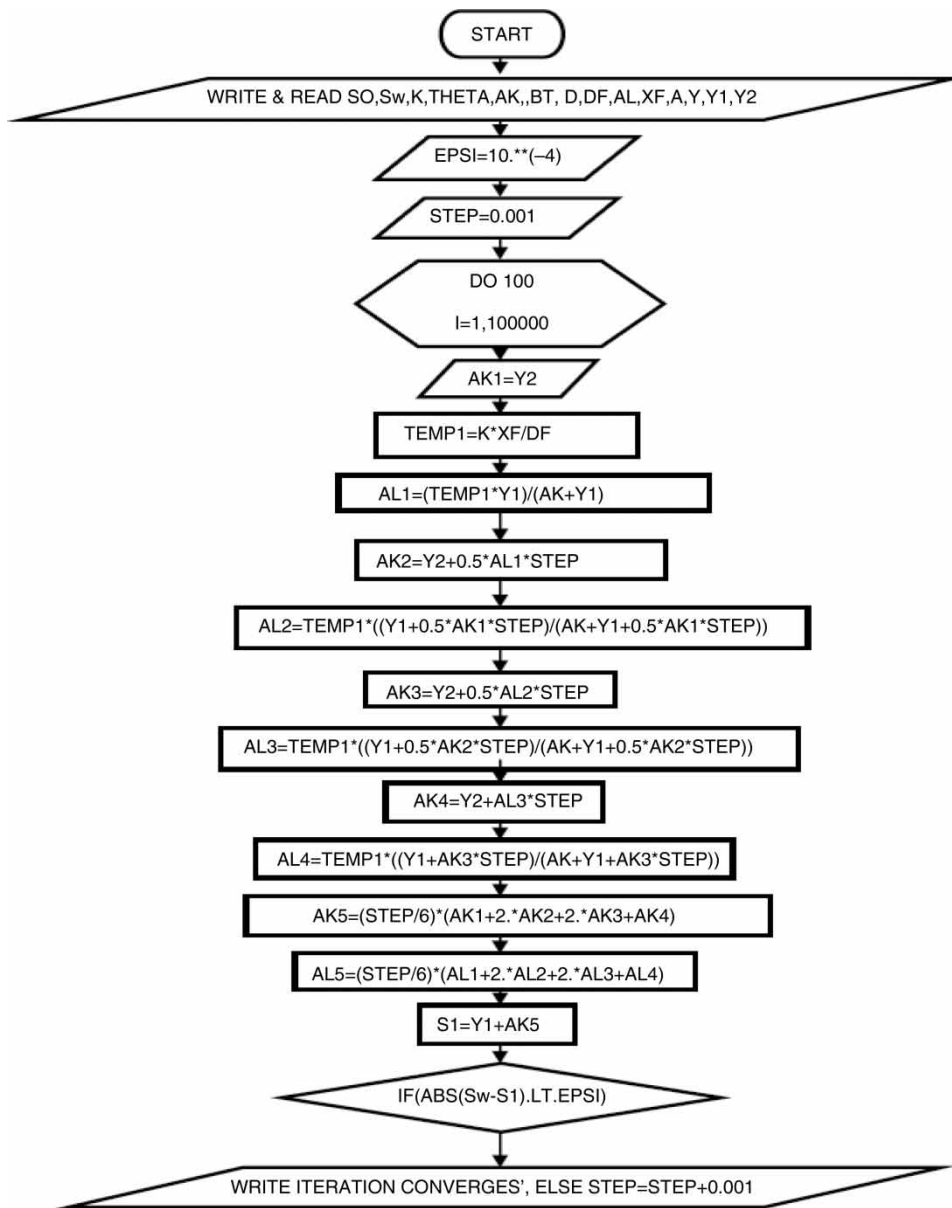 START
WRITE & READ SO,Sw,K,THETA,AK,,BT, D,DF,AL,XF,A,Y,Y1,Y2
EPSI=10.**(–4)
STEP=0.001
DO 100
I=1,100000
AK1=Y2
TEMP1=K*XF/DF
AL1=(TEMP1*Y1)/(AK+Y1)
AK2=Y2+0.5*AL1*STEP
AL2=TEMP1*((Y1+0.5*AK1*STEP)/(AK+Y1+0.5*AK1*STEP))
AK3=Y2+0.5*AL2*STEP
AL3=TEMP1*((Y1+0.5*AK2*STEP)/(AK+Y1+0.5*AK2*STEP))
AK4=Y2+AL3*STEP
AL4=TEMP1*((Y1+AK3*STEP)/(AK+Y1+AK3*STEP))
AK5=(STEP/6)*(AK1+2.*AK2+2.*AK3+AK4)
AL5=(STEP/6)*(AL1+2.*AL2+2.*AL3+AL4)
S1=Y1+AK5
IF(ABS(Sw-S1).LT.EPSI)
WRITE ITERATION CONVERGES’, ELSE STEP=STEP+0.001